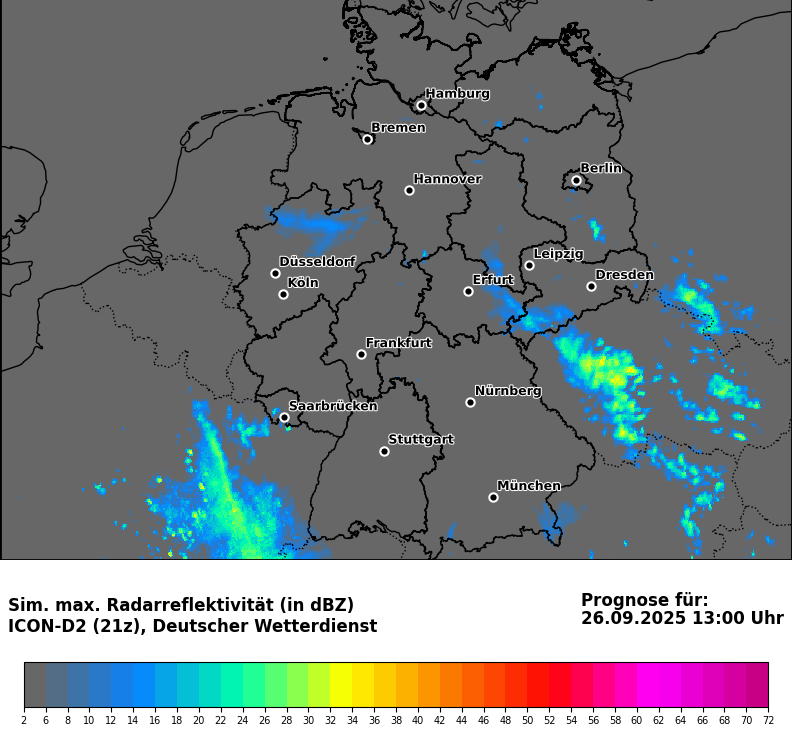 Hamburg
Bremen
Berlin
Hannover
Leipzig
Düsseldorf
Dresden
Erfurt
Köln
Frankfurt
Nürnberg
Saarbrücken
Stuttgart
München
Sim. max. Radarreflektivität (in dBZ)
ICON-D2 (21z), Deutscher Wetterdienst
Prognose für:
26.09.2025 13:00 Uhr
2 6 8 10 12 14 16 18 20 22 24 26 28 30 32 34 36 38 40 42 44 46 48 50 52 54 56 58 60 62 64 66 68 70 72